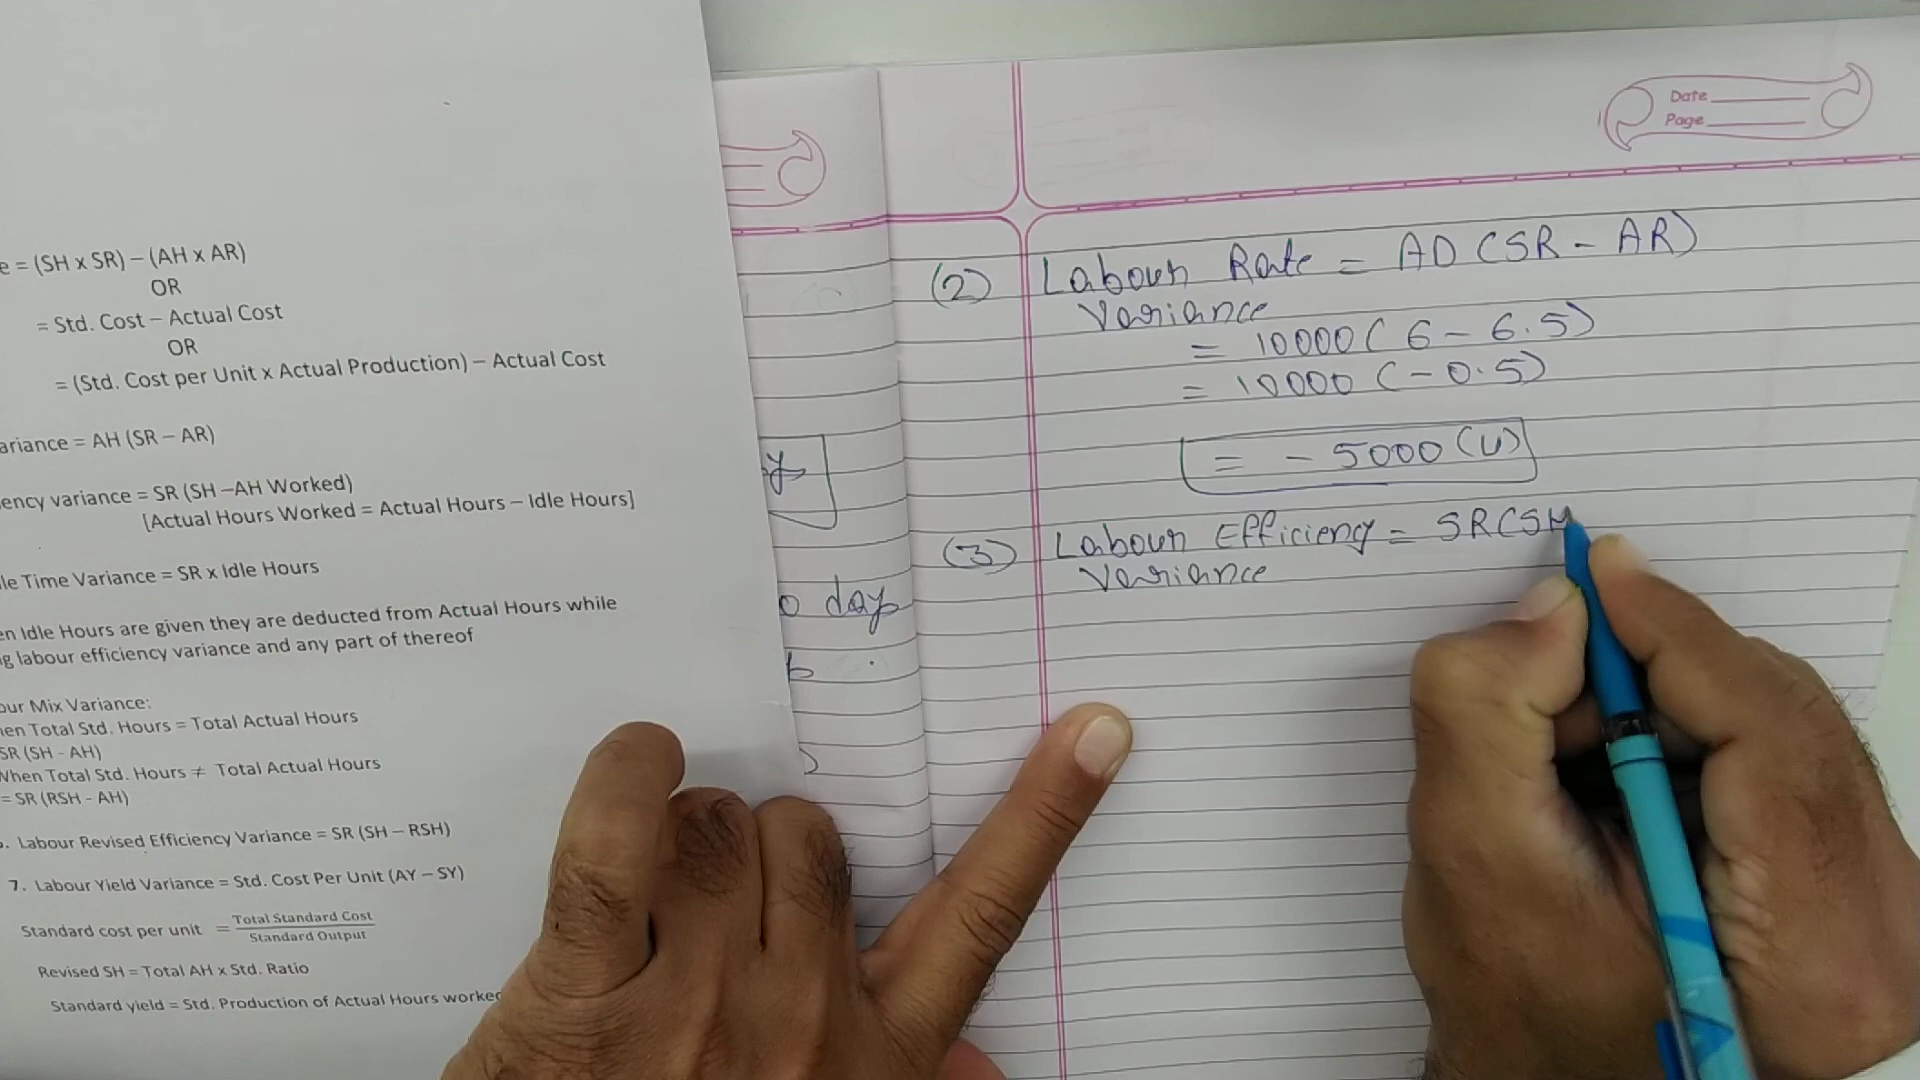 e = (SH x SR) – (AH x AR)
OR
= Std. Cost – Actual Cost
OR
= (Std. Cost per Unit x Actual Production) – Actual Cost
ariance = AH (SR – AR)
ency variance = SR (SH –AH Worked)
[Actual Hours Worked = Actual Hours – Idle Hours]
le Time Variance = SR x Idle Hours
en Idle Hours are given they are deducted from Actual Hours while
g labour efficiency variance and any part of thereof
our Mix Variance:
en Total Std. Hours = Total Actual Hours
SR (SH - AH)
When Total Std. Hours ≠ Total Actual Hours
= SR (RSH - AH)
. Labour Revised Efficiency Variance = SR (SH – RSH)
7. Labour Yield Variance = Std. Cost Per Unit (AY – SY)
Standard cost per unit = Total Standard Cost
Standard Output
Revised SH = Total AH x Std. Ratio
Standard yield = Std. Production of Actual Hours worked
o day
Date
Page
(2) Labour Rate = AD (SR - AR)
Variance
= 10000 ( 6 - 6.5)
= 10000 (- 0.5)
= - 5000 (U)
(3) Labour Efficiency = SR (SH
Variance